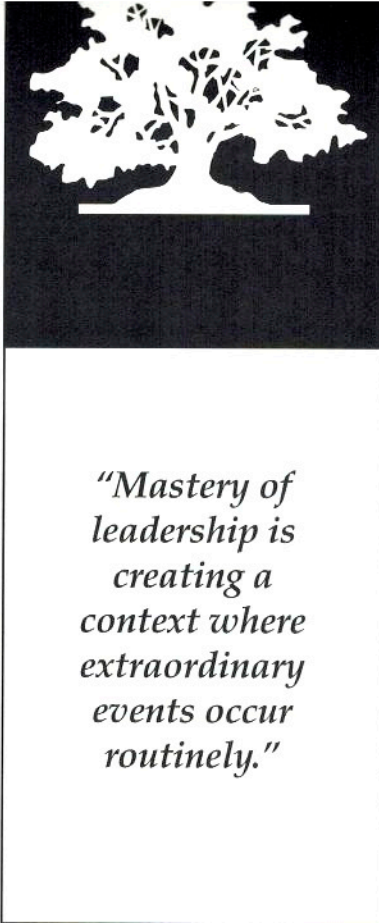 “Mastery of
leadership is
creating a
context where
extraordinary
events occur
routinely.”